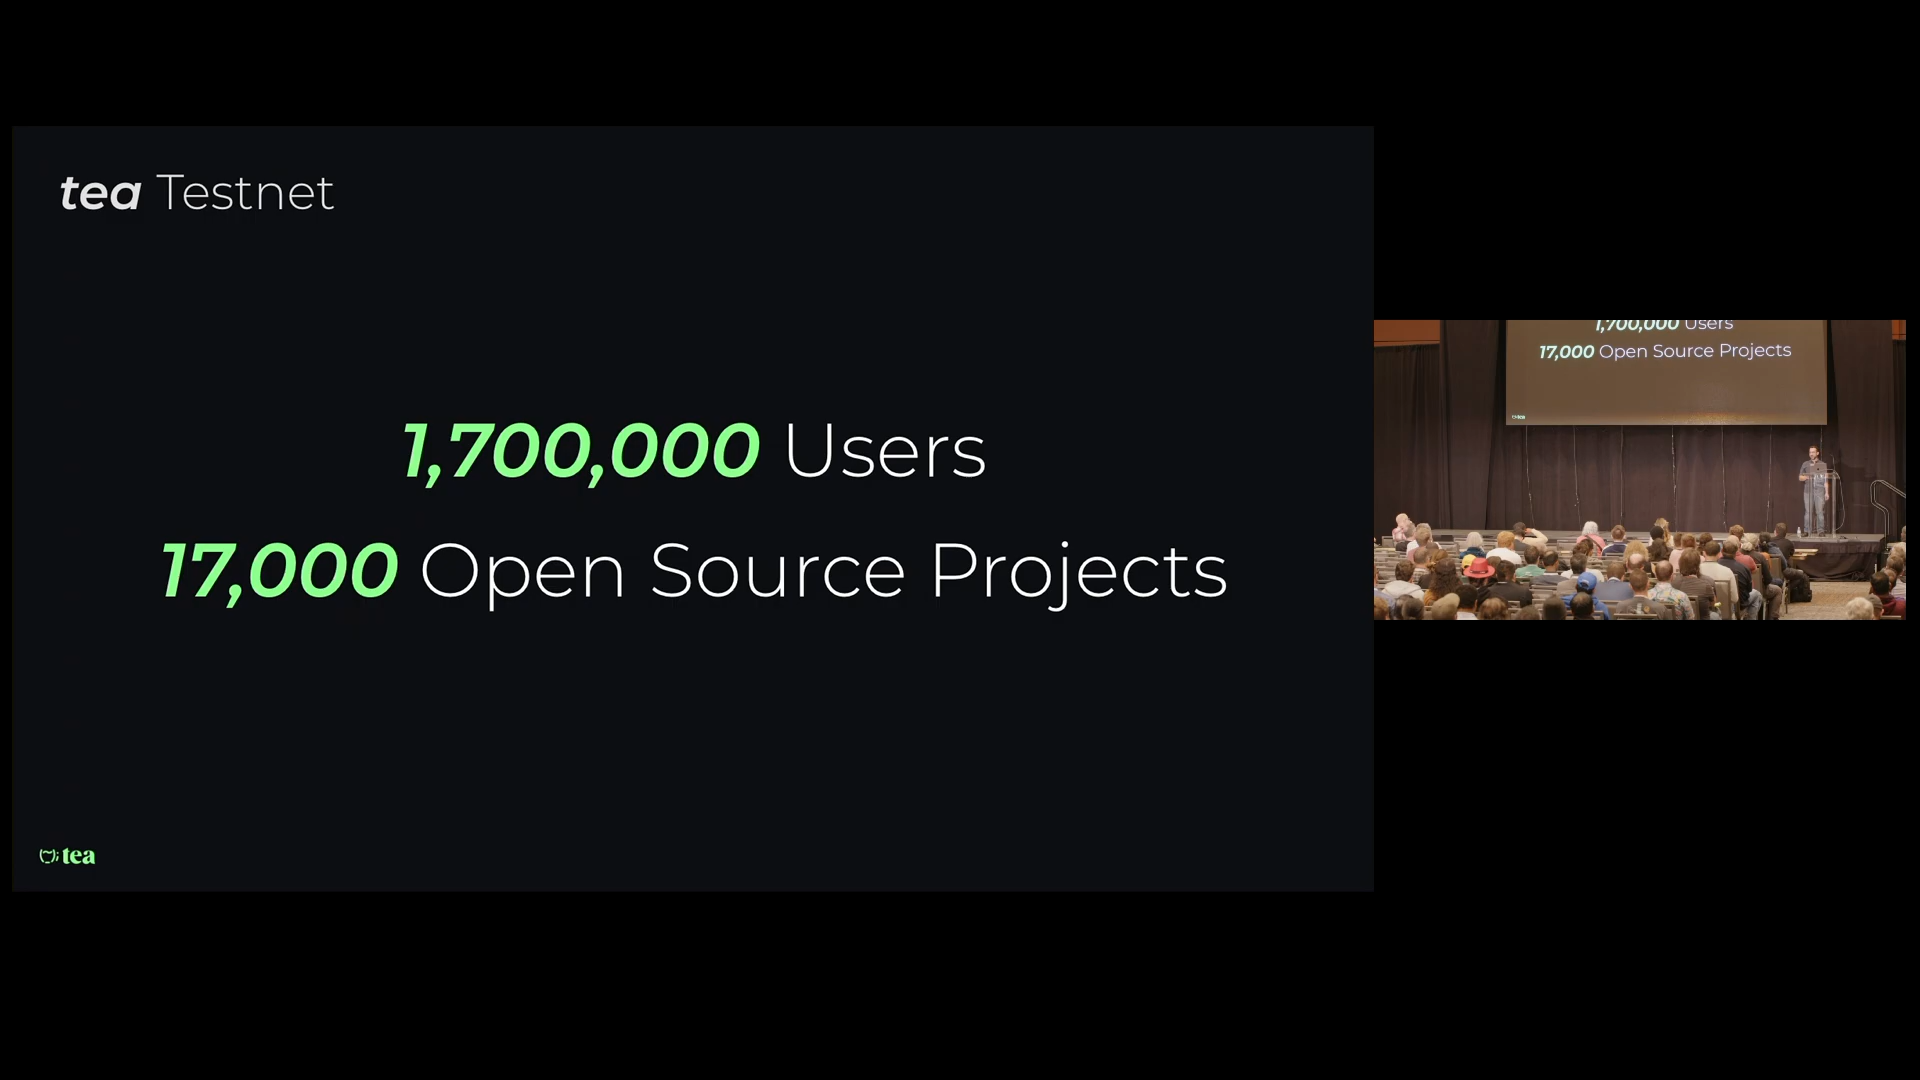 tea Testnet
1,700,000 Users
17,000 Open Source Projects
tea
1,700,000 Users
17,000 Open Source Projects
tea